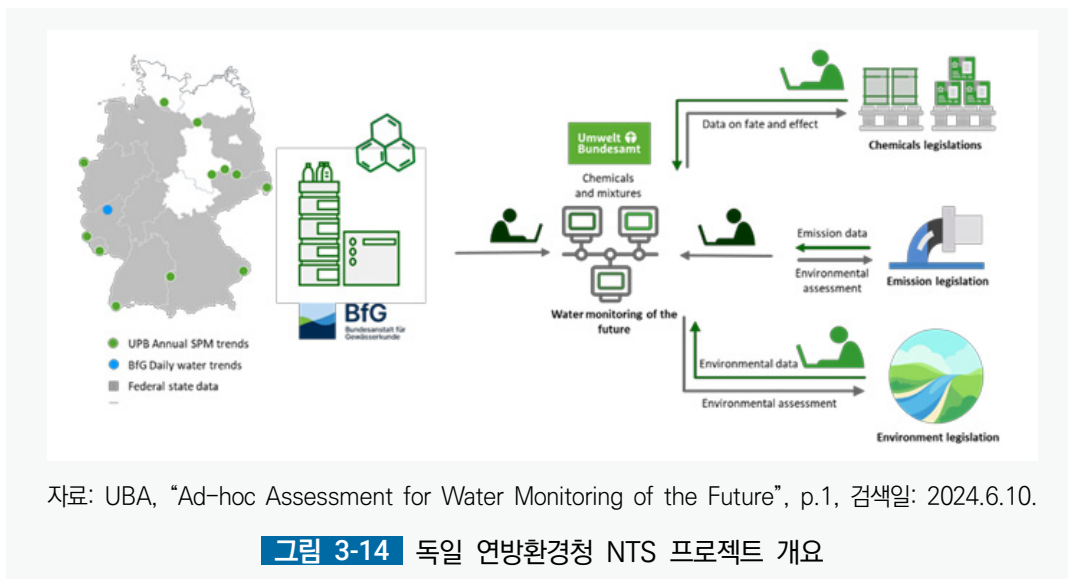 UPB Annual SPM trends
BfG Daily water trends
Federal state data
BfG
Bundesanstalt für
Gewässerkunde
Umwelt
Bundesamt
Chemicals
and mixtures
Water monitoring of the
future
Data on fate and effect
Chemicals legislations
Emission data
Environmental
assessment
Emission legislation
Environmental data
Environmental assessment
Environment legislation
자료: UBA, “Ad-hoc Assessment for Water Monitoring of the Future”, p.1, 검색일: 2024.6.10.
그림 3-14 독일 연방환경청 NTS 프로젝트 개요